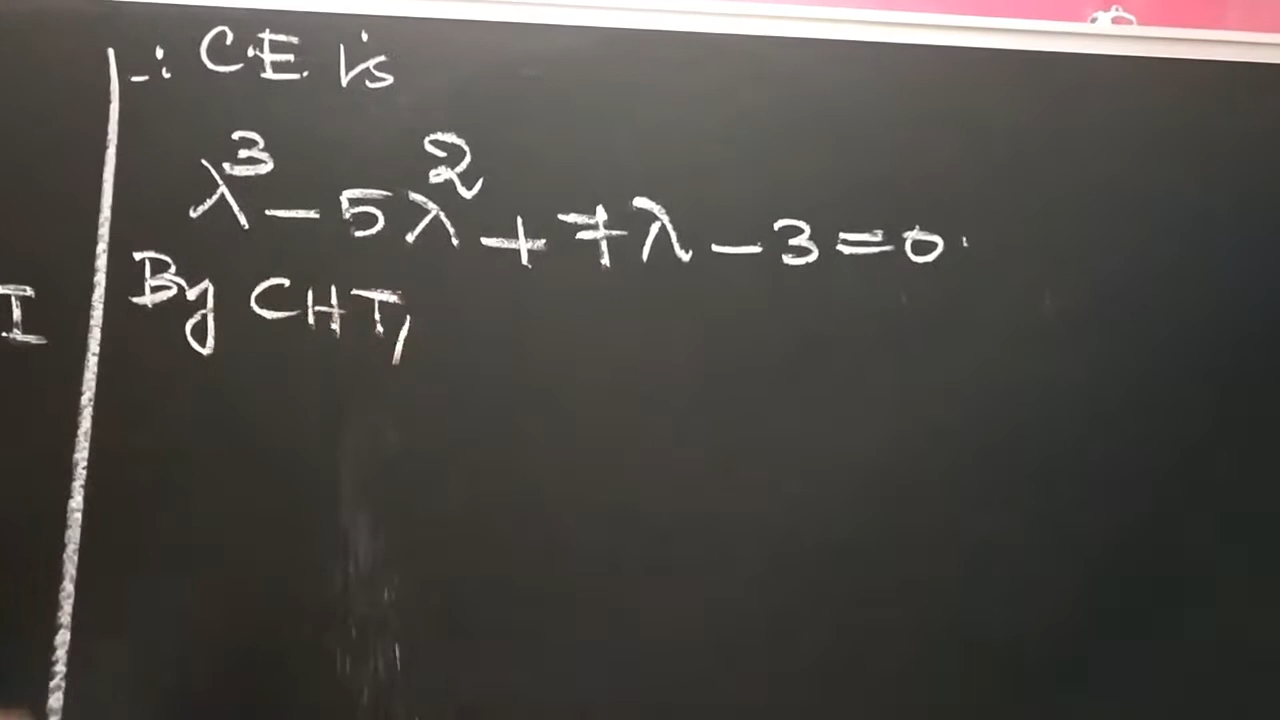 ∴ C.E. is
λ³ - 5λ² + 7λ - 3 = 0.
I
By CHT,